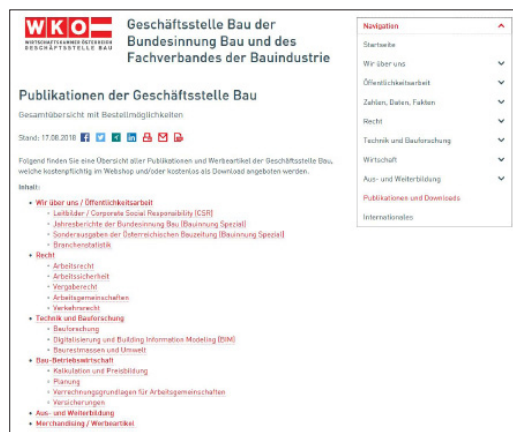 WKO
WIRTSCHAFTSKAMMER ÖSTERREICH
GESCHÄFTSSTELLE BAU
Geschäftsstelle Bau der
Bundesinnung Bau und des
Fachverbandes der Bauindustrie
Publikationen der Geschäftsstelle Bau
Gesamtübersicht mit Bestellmöglichkeiten
Stand: 17.08.2018
Folgend finden Sie eine Übersicht aller Publikationen und Werbeartikel der Geschäftsstelle Bau,
welche kostenpflichtig im Webshop und/oder kostenlos als Download angeboten werden.
Inhalt:
Wir über uns / Öffentlichkeitsarbeit
Leitbilder / Corporate Social Responsibility (CSR)
Jahresberichte der Bundesinnung Bau (Bauinnung Spezial)
Sonderausgaben der Österreichischen Bauzeitung (Bauinnung Spezial)
Branchenstatistik
Recht
Arbeitsrecht
Arbeitssicherheit
Vergaberecht
Arbeitsgemeinschaften
Verkehrsrecht
Technik und Bauforschung
Bauforschung
Digitalisierung und Building Information Modeling (BIM)
Baurestmassen und Umwelt
Bau-Betriebswirtschaft
Kalkulation und Preisbildung
Planung
Verrechnungsgrundlagen für Arbeitsgemeinschaften
Versicherungen
Aus- und Weiterbildung
Merchandising / Werbeartikel
Navigation
Startseite
Wir über uns
Öffentlichkeitsarbeit
Zahlen, Daten, Fakten
Recht
Technik und Bauforschung
Wirtschaft
Aus- und Weiterbildung
Publikationen und Downloads
Internationales